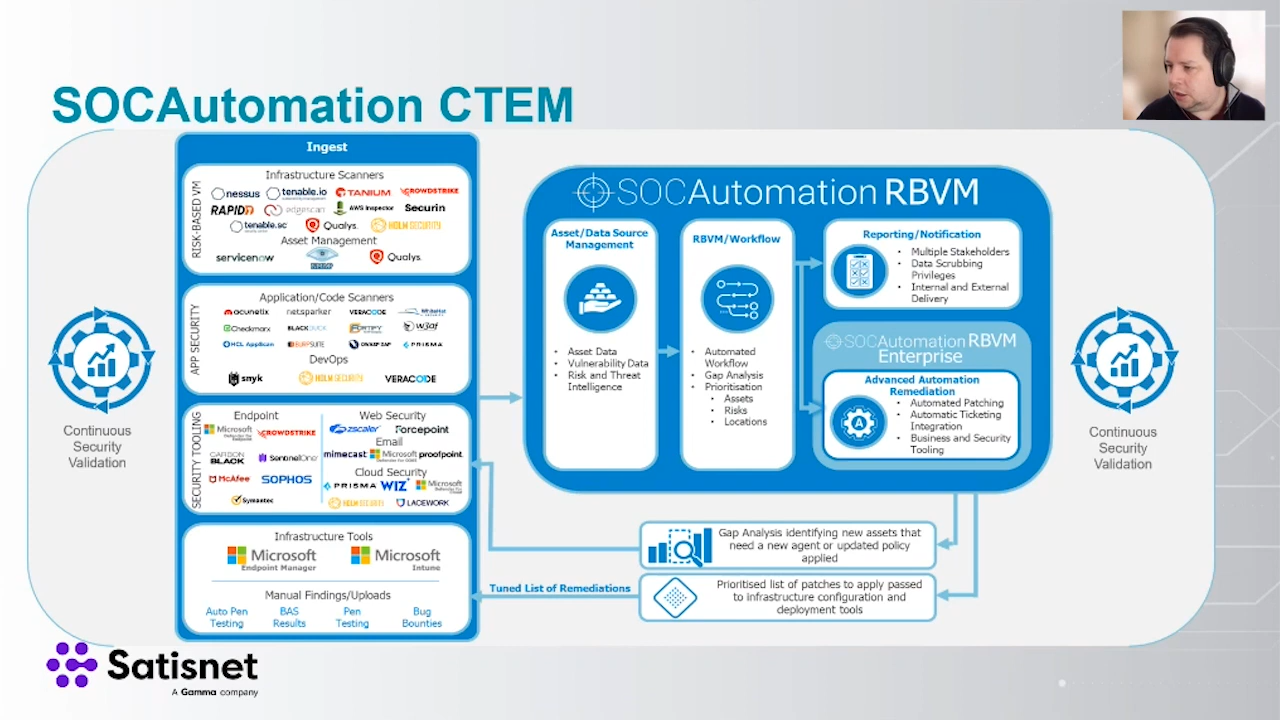 SOCAutomation CTEM
Ingest
RISK-BASED VM
Infrastructure Scanners
nessus
tenable.io
TANIUM
CROWDSTRIKE
RAPID7
edgescan
AWS Inspector
Securin
tenable.sc
Qualys.
HOLM SECURITY
Asset Management
servicenow
NMAP
Qualys.
APP SECURITY
Application/Code Scanners
acunetix
netsparker
VERACODE
WhiteHat
Checkmarx
BLACKDUCK
FORTIFY
w3af
HCL AppScan
BURPSUITE
OWASP ZAP
PRISMA
DevOps
snyk
HOLM SECURITY
VERACODE
SECURITY TOOLING
Endpoint
Microsoft
CROWDSTRIKE
CARBON
BLACK
SentinelOne
McAfee
SOPHOS
Symantec
Web Security
zscaler
Forcepoint
Email
mimecast
Microsoft
proofpoint
Cloud Security
PRISMA
WIZ
Microsoft
HOLM SECURITY
LACEWORK
Infrastructure Tools
Microsoft
Endpoint Manager
Microsoft
Intune
Manual Findings/Uploads
Auto Pen
Testing
BAS
Results
Pen
Testing
Bug
Bounties
Continuous
Security
Validation
SOCAutomation RBVM
Asset/Data Source
Management
• Asset Data
• Vulnerability Data
• Risk and Threat
Intelligence
RBVM/Workflow
• Automated
Workflow
• Gap Analysis
• Prioritisation
• Assets
• Risks
• Locations
Reporting/Notification
• Multiple Stakeholders
• Data Scrubbing
Privileges
• Internal and External
Delivery
SOCAutomation RBVM
Enterprise
Advanced Automation
Remediation
A
• Automated Patching
• Automatic Ticketing
Integration
• Business and Security
Tooling
Gap Analysis identifying new assets that
need a new agent or updated policy
applied
Tuned List of Remediations
Prioritised list of patches to apply passed
to infrastructure configuration and
deployment tools
Continuous
Security
Validation
Satisnet
A Gamma company